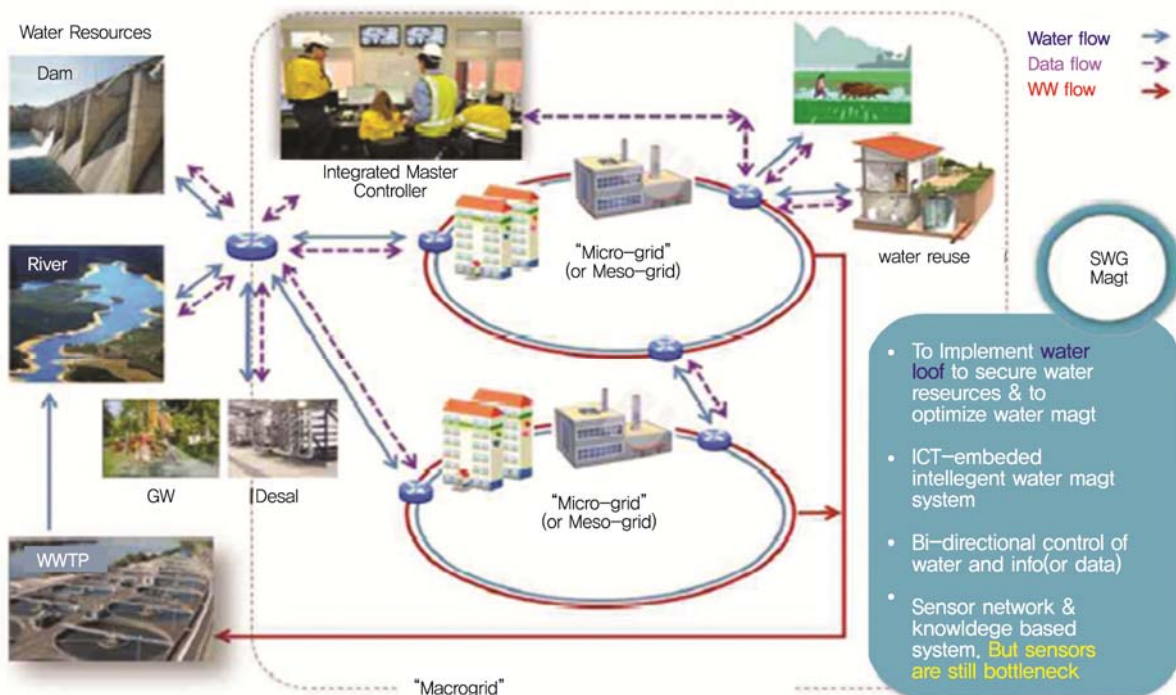 Water Resources
Dam
River
GW
Desal
WWTP
Integrated Master
Controller
"Micro-grid"
(or Meso-grid)
"Micro-grid"
(or Meso-grid)
"Macrogrid"
water reuse
Water flow
Data flow
WW flow
SWG
Magt
• To Implement water
loof to secure water
resources & to
optimize water magt
• ICT-embeded
intellegent water magt
system
• Bi-directional control of
water and info(or data)
• Sensor network &
knowldege based
system, But sensors
are still bottleneck